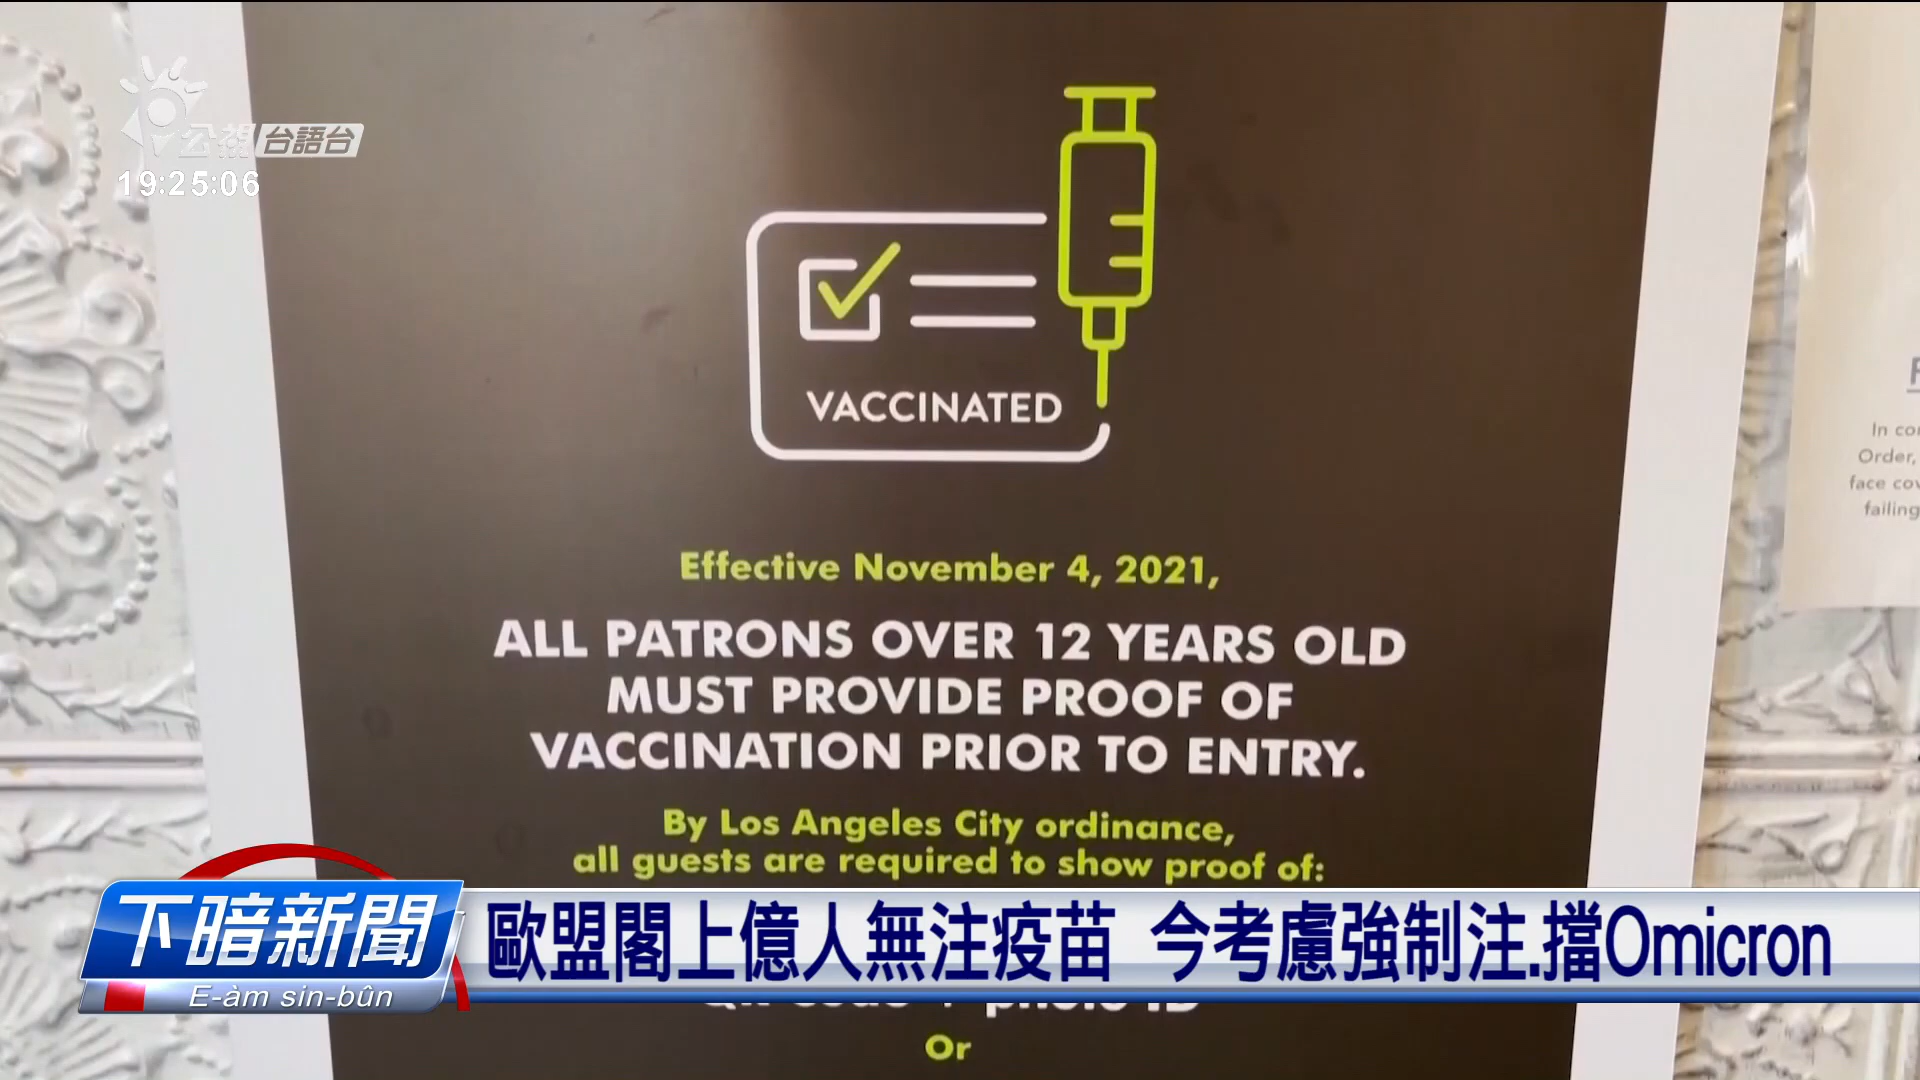 公視 台語台
19:25:06
VACCINATED
Effective November 4, 2021,
ALL PATRONS OVER 12 YEARS OLD
MUST PROVIDE PROOF OF
VACCINATION PRIOR TO ENTRY.
By Los Angeles City ordinance,
all guests are required to show proof of:
Or
In
Order,
face
failing
下暗新聞
E-àm sin-bûn
歐盟閣上億人無注疫苗 今考慮強制注.擋Omicron